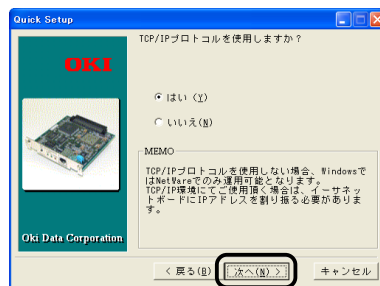 Quick Setup
TCP/IPプロトコルを使用しますか？
OKI
はい (Y)
いいえ(N)
MEMO
TCP/IPプロトコルを使用しない場合、Windowsで
はNetWareでのみ運用可能となります。
TCP/IP環境にてご使用頂く場合は、イーサネッ
トボードにIPアドレスを割り振る必要がありま
す。
Oki Data Corporation
< 戻る(B)
次へ(N) >
キャンセル